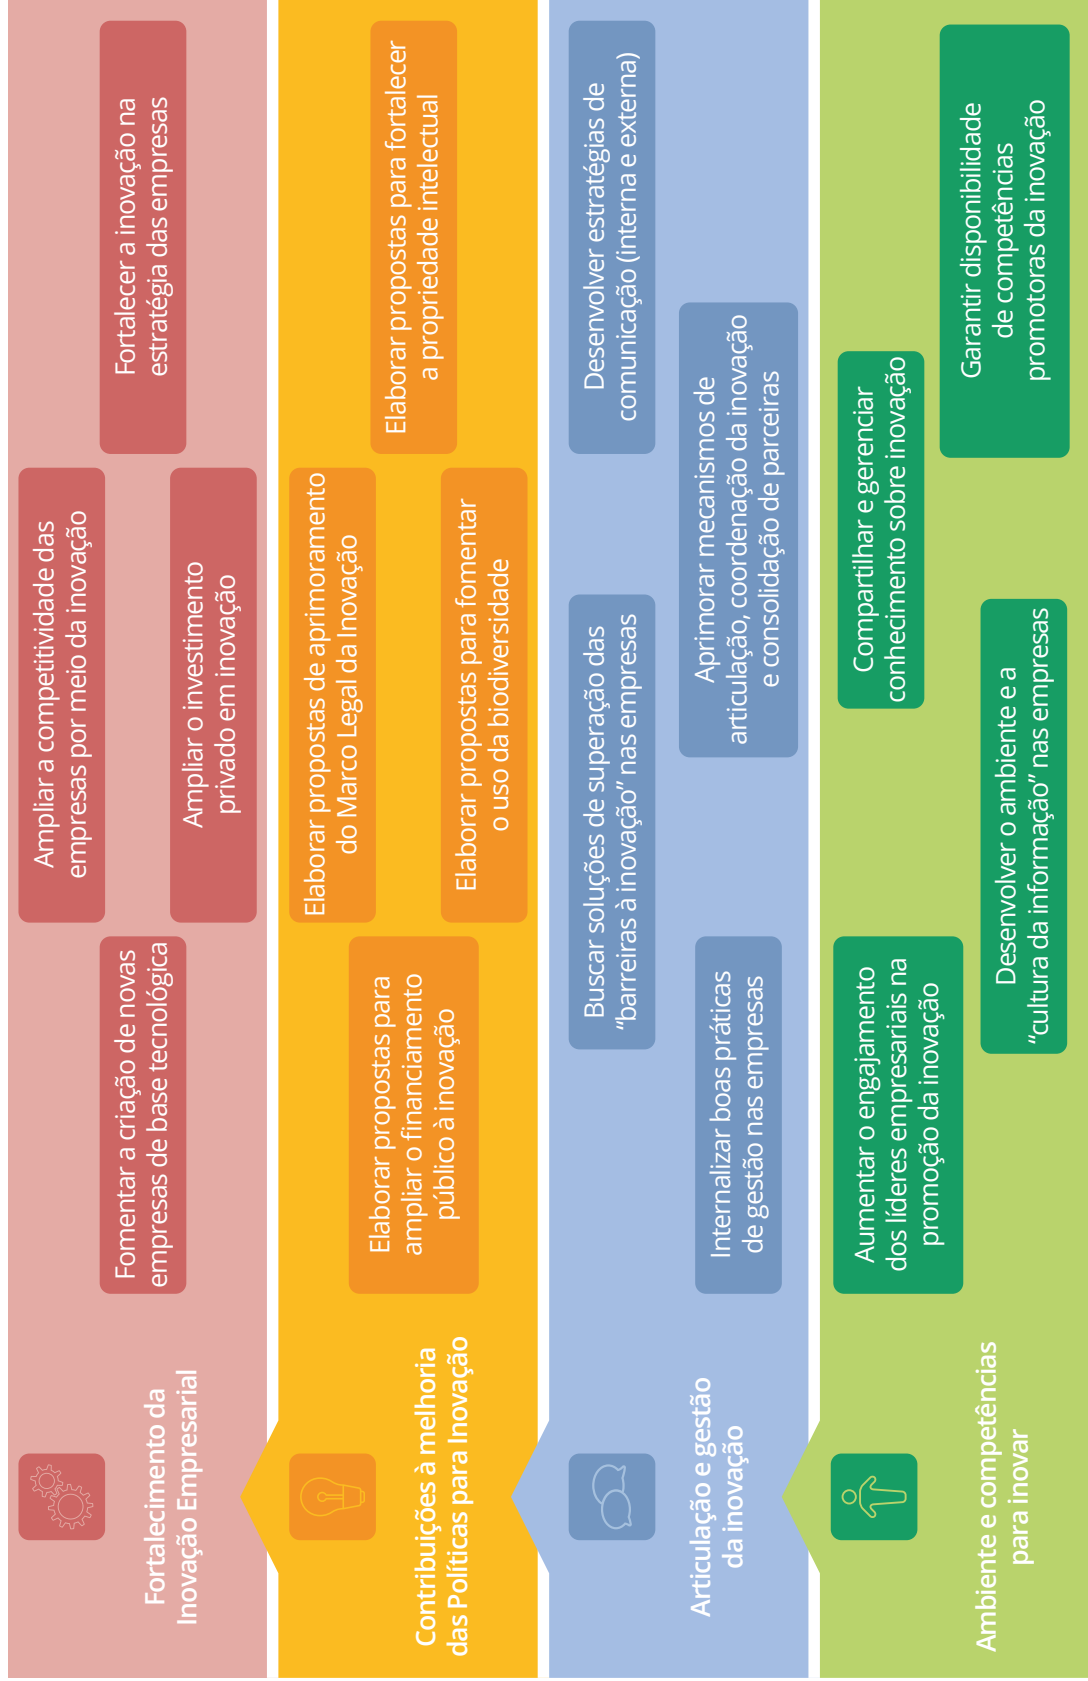 Fortalecimento da
Inovação Empresarial
Fomentar a criação de novas
empresas de base tecnológica
Ampliar a competitividade das
empresas por meio da inovação
Ampliar o investimento
privado em inovação
Fortalecer a inovação na
estratégia das empresas
Contribuições à melhoria
das Políticas para Inovação
Elaborar propostas para
ampliar o financiamento
público à inovação
Elaborar propostas de aprimoramento
do Marco Legal da Inovação
Elaborar propostas para fomentar
o uso da biodiversidade
Elaborar propostas para fortalecer
a propriedade intelectual
Articulação e gestão
da inovação
Internalizar boas práticas
de gestão nas empresas
Buscar soluções de superação das
“barreiras à inovação” nas empresas
Aprimorar mecanismos de
articulação, coordenação da inovação
e consolidação de parceiras
Desenvolver estratégias de
comunicação (interna e externa)
Ambiente e competências
para inovar
Aumentar o engajamento
dos líderes empresariais na
promoção da inovação
Desenvolver o ambiente e a
“cultura da informação” nas empresas
Compartilhar e gerenciar
conhecimento sobre inovação
Garantir disponibilidade
de competências
promotoras da inovação